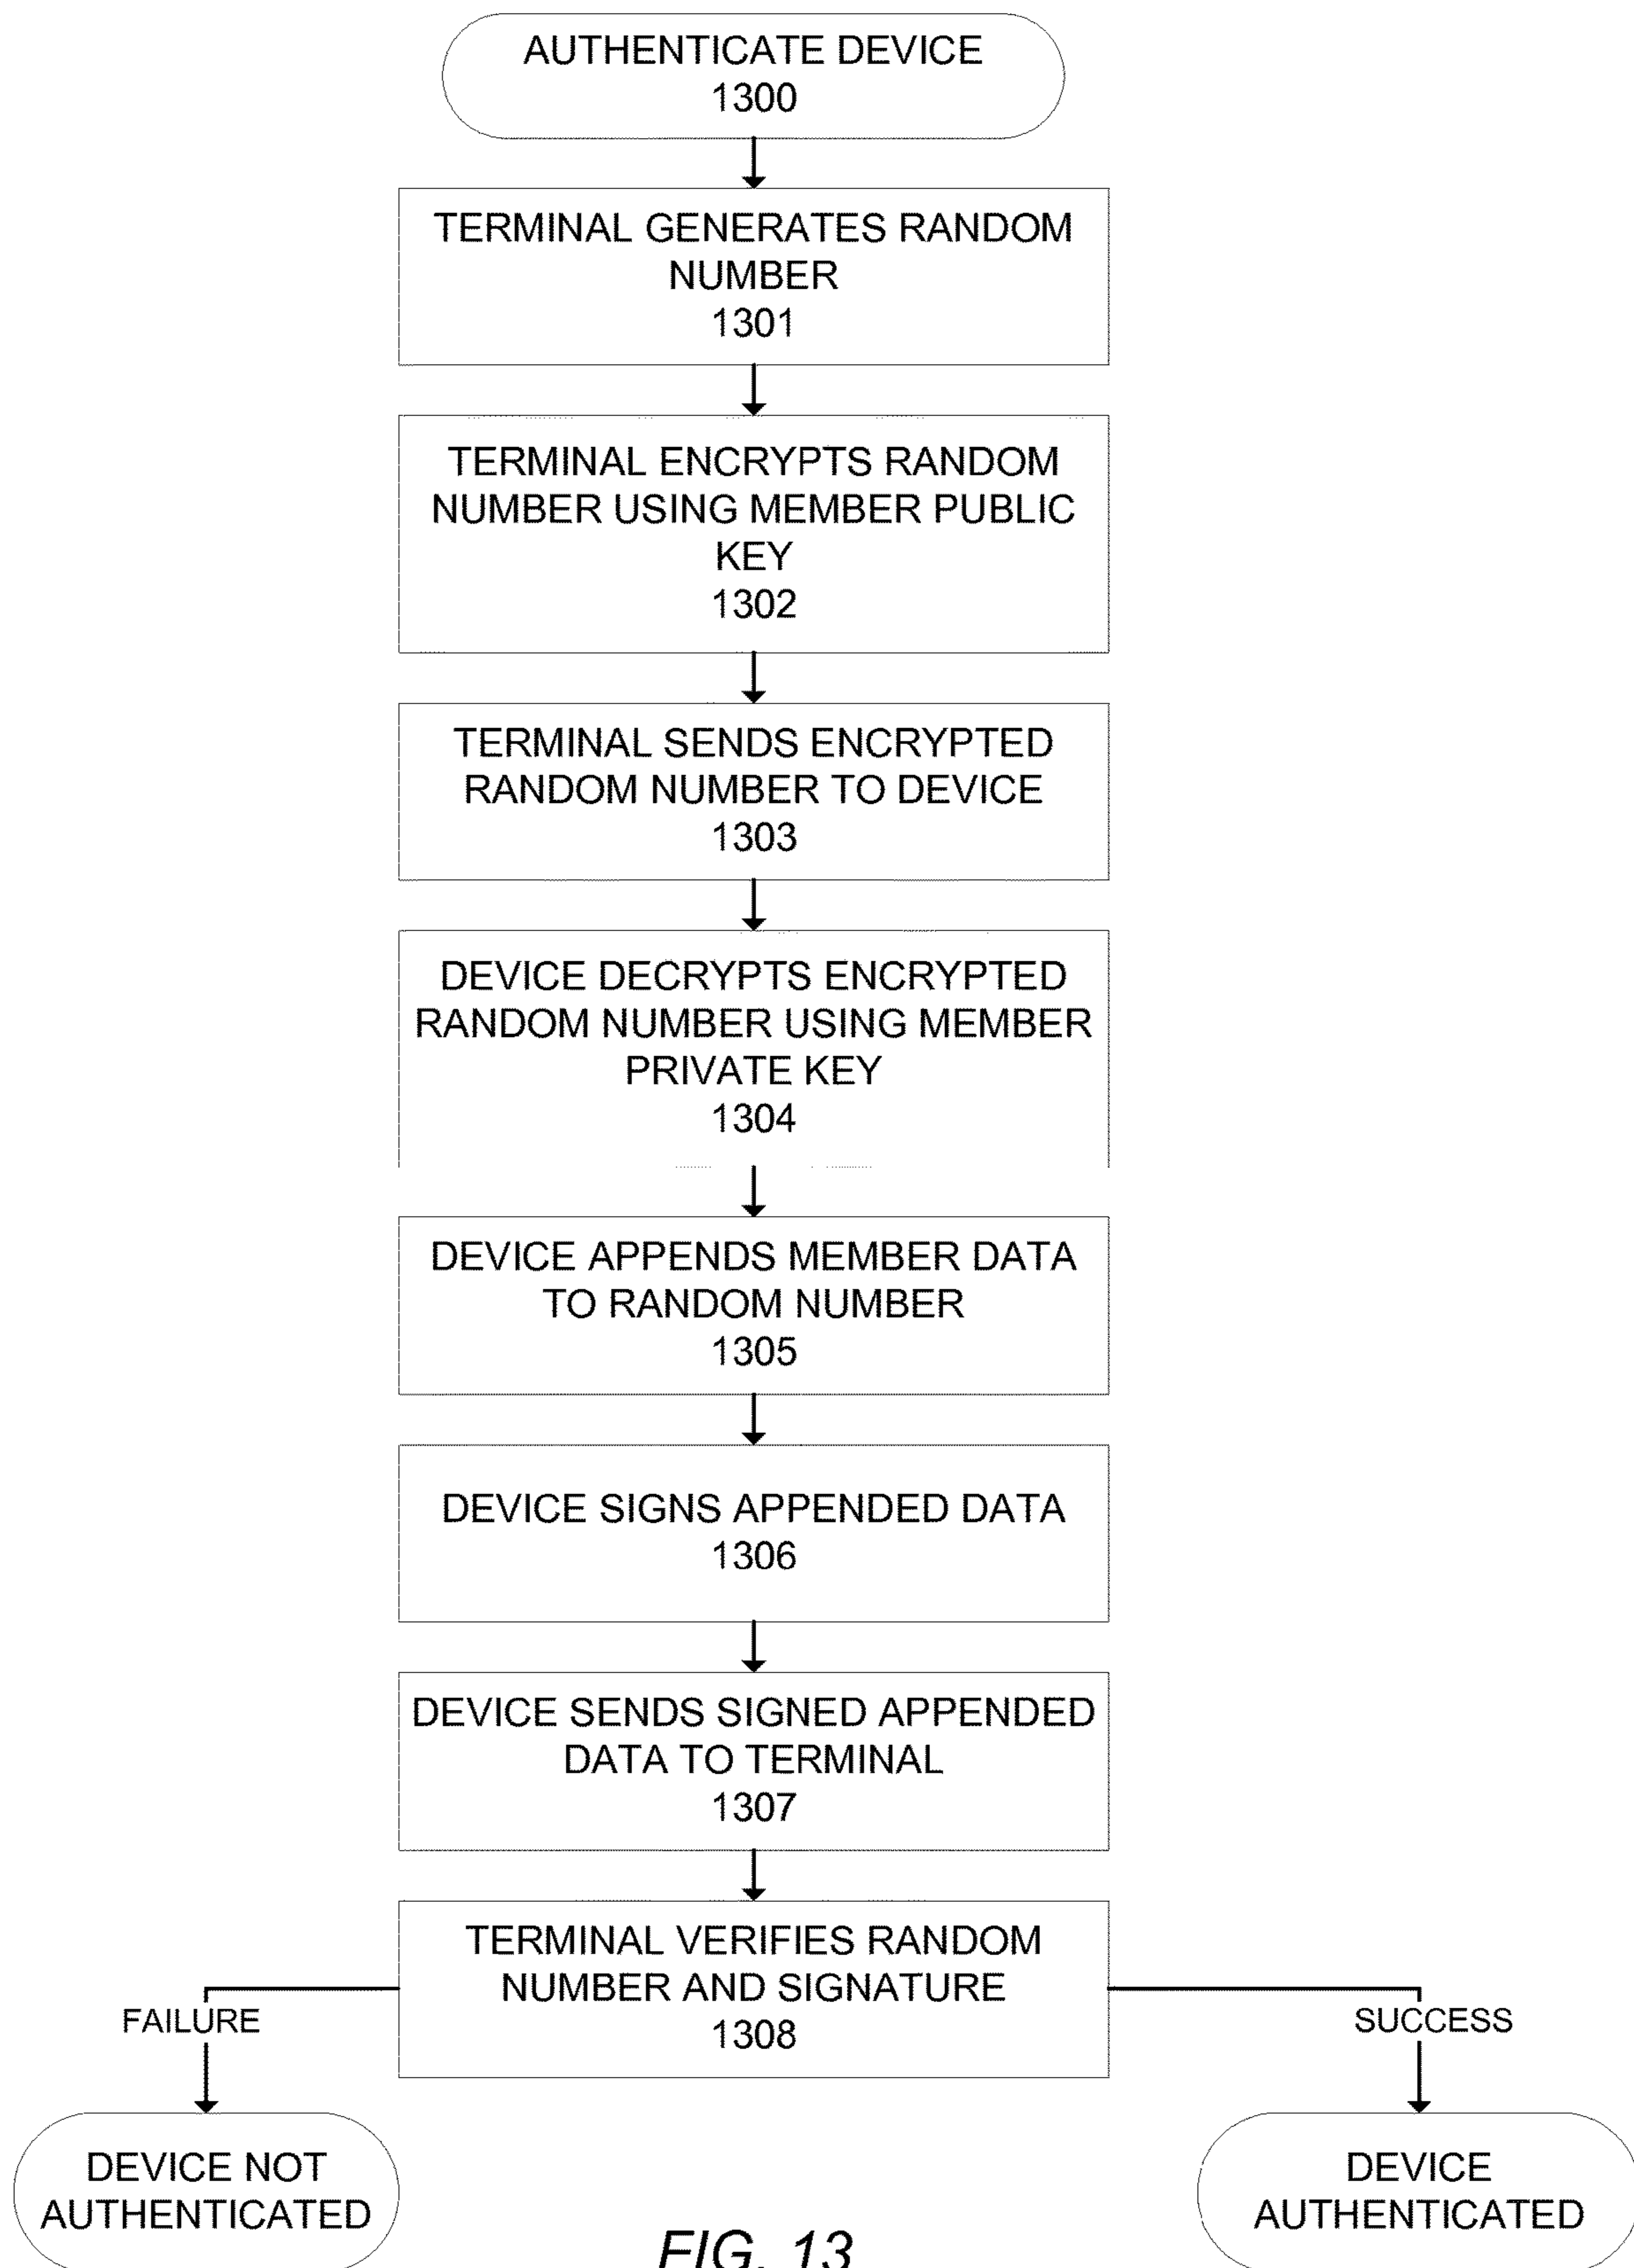 AUTHENTICATE DEVICE
1300
TERMINAL GENERATES RANDOM
NUMBER
1301
TERMINAL ENCRYPTS RANDOM
NUMBER USING MEMBER PUBLIC
KEY
1302
TERMINAL SENDS ENCRYPTED
RANDOM NUMBER TO DEVICE
1303
DEVICE DECRYPTS ENCRYPTED
RANDOM NUMBER USING MEMBER
PRIVATE KEY
1304
DEVICE APPENDS MEMBER DATA
TO RANDOM NUMBER
1305
DEVICE SIGNS APPENDED DATA
1306
DEVICE SENDS SIGNED APPENDED
DATA TO TERMINAL
1307
TERMINAL VERIFIES RANDOM
NUMBER AND SIGNATURE
1308
FAILURE
SUCCESS
DEVICE NOT
AUTHENTICATED
DEVICE
AUTHENTICATED
FIG. 13